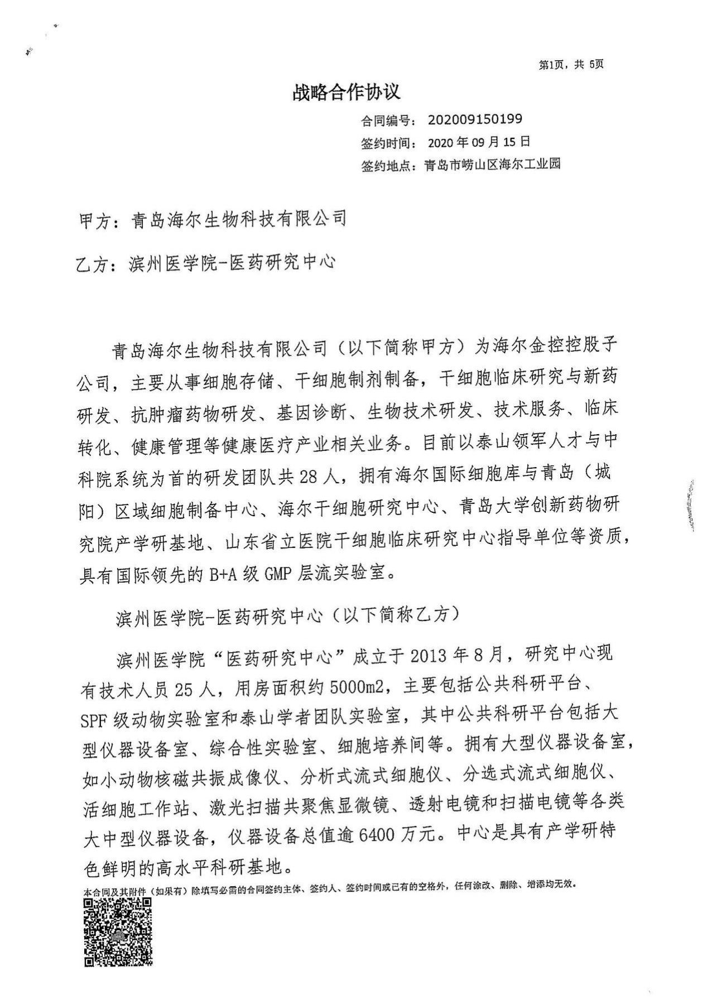 第1页，共 5页
战略合作协议
合同编号： 202009150199
签约时间： 2020 年 09 月 15 日
签约地点：青岛市崂山区海尔工业园
甲方：青岛海尔生物科技有限公司
乙方：滨州医学院-医药研究中心
青岛海尔生物科技有限公司（以下简称甲方）为海尔金控控股子
公司，主要从事细胞存储、干细胞制剂制备，干细胞临床研究与新药
研发、抗肿瘤药物研发、基因诊断、生物技术研发、技术服务、临床
转化、健康管理等健康医疗产业相关业务。目前以泰山领军人才与中
科院系统为首的研发团队共 28 人，拥有海尔国际细胞库与青岛（城
阳）区域细胞制备中心、海尔干细胞研究中心、青岛大学创新药物研
究院产学研基地、山东省立医院干细胞临床研究中心指导单位等资质，
具有国际领先的 B+A 级 GMP 层流实验室。
滨州医学院-医药研究中心（以下简称乙方）
滨州医学院“医药研究中心”成立于 2013 年 8 月，研究中心现
有技术人员 25 人，用房面积约 5000m2，主要包括公共科研平台、
SPF 级动物实验室和泰山学者团队实验室，其中公共科研平台包括大
型仪器设备室、综合性实验室、细胞培养间等。拥有大型仪器设备室，
如小动物核磁共振成像仪、分析式流式细胞仪、分选式流式细胞仪、
活细胞工作站、激光扫描共聚焦显微镜、透射电镜和扫描电镜等各类
大中型仪器设备，仪器设备总值逾 6400 万元。中心是具有产学研特
色鲜明的高水平科研基地。
本合同及其附件（如果有）除填写必需的合同签约主体、签约人、签约时间或已有的空格外，任何涂改、删除、增添均无效。